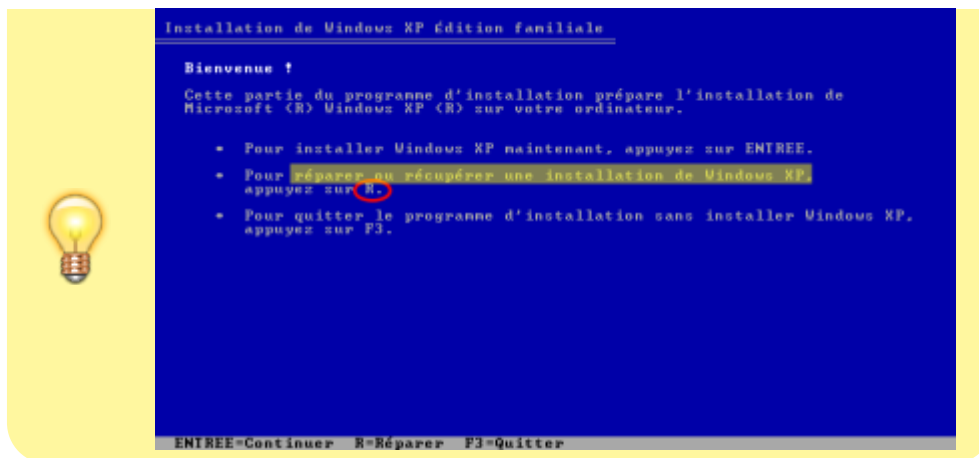 Installation de Windows XP Édition familiale
Bienvenue !
Cette partie du programme d'installation prépare l'installation de
Microsoft (R) Windows XP (R) sur votre ordinateur.
• Pour installer Windows XP maintenant, appuyez sur ENTREE.
• Pour réparer ou récupérer une installation de Windows XP,
appuyez sur R.
• Pour quitter le programme d'installation sans installer Windows XP,
appuyez sur F3.
ENTREE=Continuer R=Réparer F3=Quitter